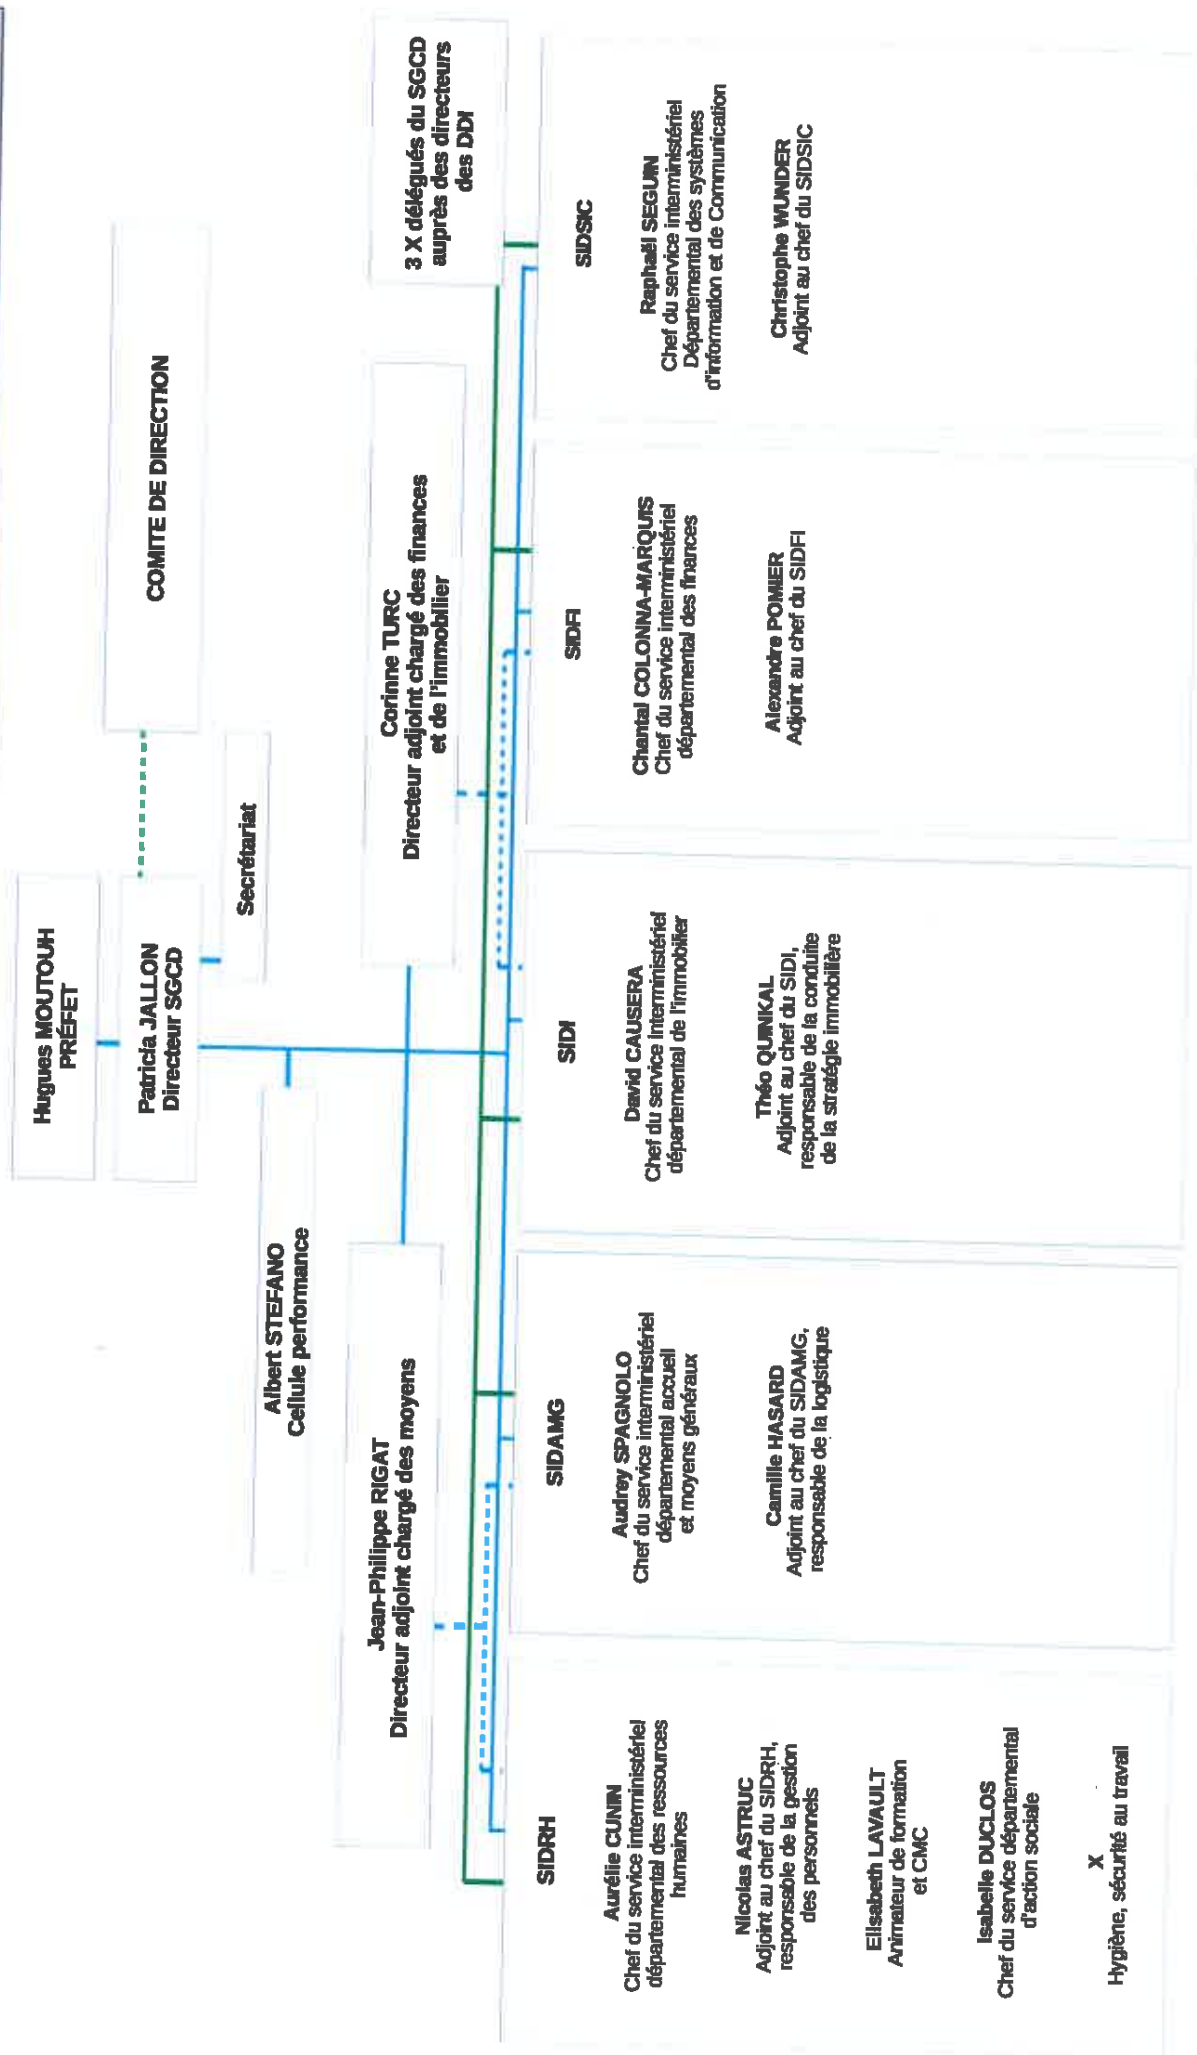 Hugues MOUTOUH
PRÉFET
Patricia JALLON
Directeur SGCD
COMITE DE DIRECTION
Secrétariat
Albert STEFANO
Cellule performance
Jean-Philippe RIGAT
Directeur adjoint chargé des moyens
Corinne TURC
Directeur adjoint chargé des finances
et de l'immobilier
3 X délégués du SGCD
auprès des directeurs
des DDI
SIDRH
Aurélie CUNIN
Chef du service interministériel
départemental des ressources
humaines
Nicolas ASTRUC
Adjoint au chef du SIDRH,
responsable de la gestion
des personnels
Elisabeth LAVAULT
Animateur de formation
et CMC
Isabelle DUCLOS
Chef du service départemental
d'action sociale
X
Hygiène, sécurité au travail
SIDAMG
Audrey SPAGNOLO
Chef du service interministériel
départemental accueil
et moyens généraux
Camille HASARD
Adjoint au chef du SIDAMG,
responsable de la logistique
SIDI
David CAUSERA
Chef du service interministériel
départemental de l'immobilier
Théo QUINKAL
Adjoint au chef du SIDI,
responsable de la conduite
de la stratégie immobilière
SIDFI
Chantal COLONNA-MARQUIS
Chef du service interministériel
départemental des finances
Alexandre POMIER
Adjoint au chef du SIDFI
SIDSIC
Raphaël SEGUIN
Chef du service interministériel
Départemental des systèmes
d'information et de Communication
Christophe WUNDER
Adjoint au chef du SIDSIC